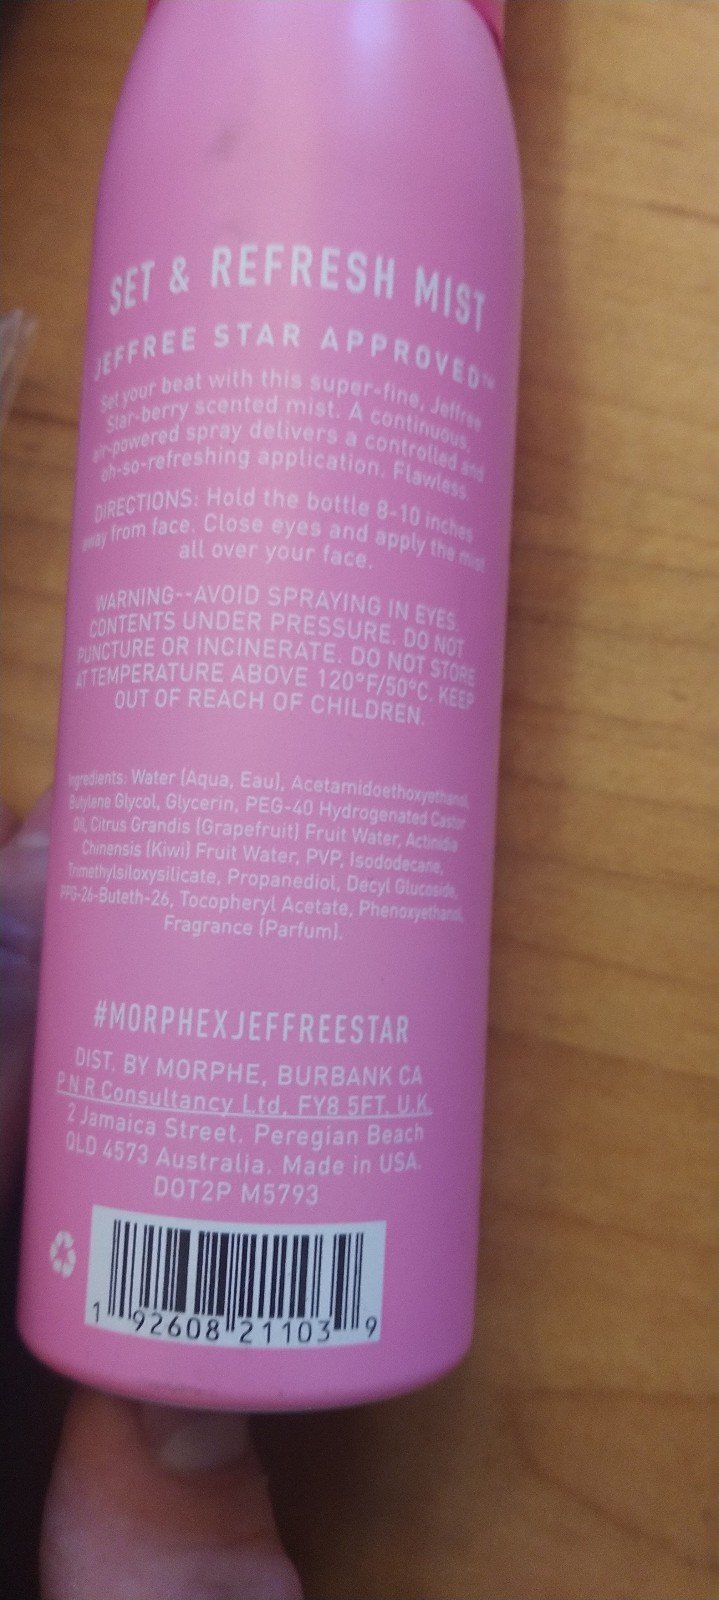 SET & REFRESH MIST
JEFFREE STAR APPROVED™
Set your beat with this super-fine, Jeffree
Star-berry scented mist. A continuous,
air-powered spray delivers a controlled and
oh-so-refreshing application. Flawless.
DIRECTIONS: Hold the bottle 8-10 inches
away from face. Close eyes and apply the mist
all over your face.
WARNING--AVOID SPRAYING IN EYES.
CONTENTS UNDER PRESSURE. DO NOT
PUNCTURE OR INCINERATE. DO NOT STORE
AT TEMPERATURE ABOVE 120°F/50°C. KEEP
OUT OF REACH OF CHILDREN.
Ingredients: Water (Aqua, Eau), Acetamidoethoxyethanol,
Butylene Glycol, Glycerin, PEG-40 Hydrogenated Castor
Oil, Citrus Grandis (Grapefruit) Fruit Water, Actinidia
Chinensis (Kiwi) Fruit Water, PVP, Isododecane,
Trimethylsiloxysilicate, Propanediol, Decyl Glucoside,
PPG-26-Buteth-26, Tocopheryl Acetate, Phenoxyethanol,
Fragrance (Parfum).
#MORPHEXJEFFREESTAR
DIST. BY MORPHE, BURBANK CA
P N R Consultancy Ltd, FY8 5FT, U.K.
2 Jamaica Street, Peregian Beach
QLD 4573 Australia. Made in USA.
DOT2P M5793
1 92608 21103 9